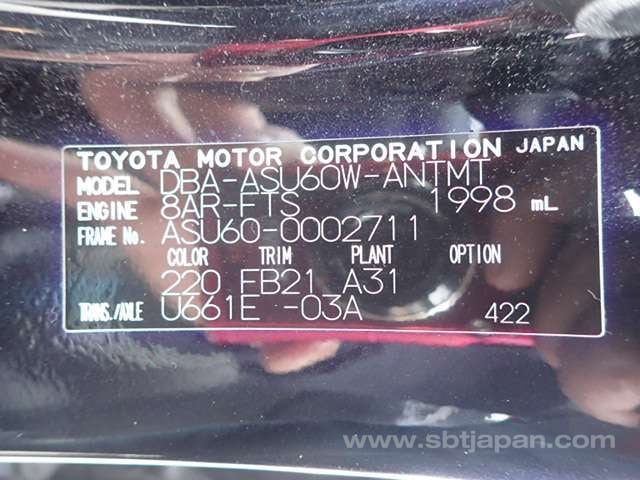 TOYOTA MOTOR CORPORATION JAPAN
MODEL DBA-ASU60W-ANTMT
ENGINE 8AR-FTS 1998 mL
FRAME No. ASU60-0002711
COLOR TRIM PLANT OPTION
220 FB21 A31
TRANS./AXLE U661E -03A 422
www.sbtjapan.com